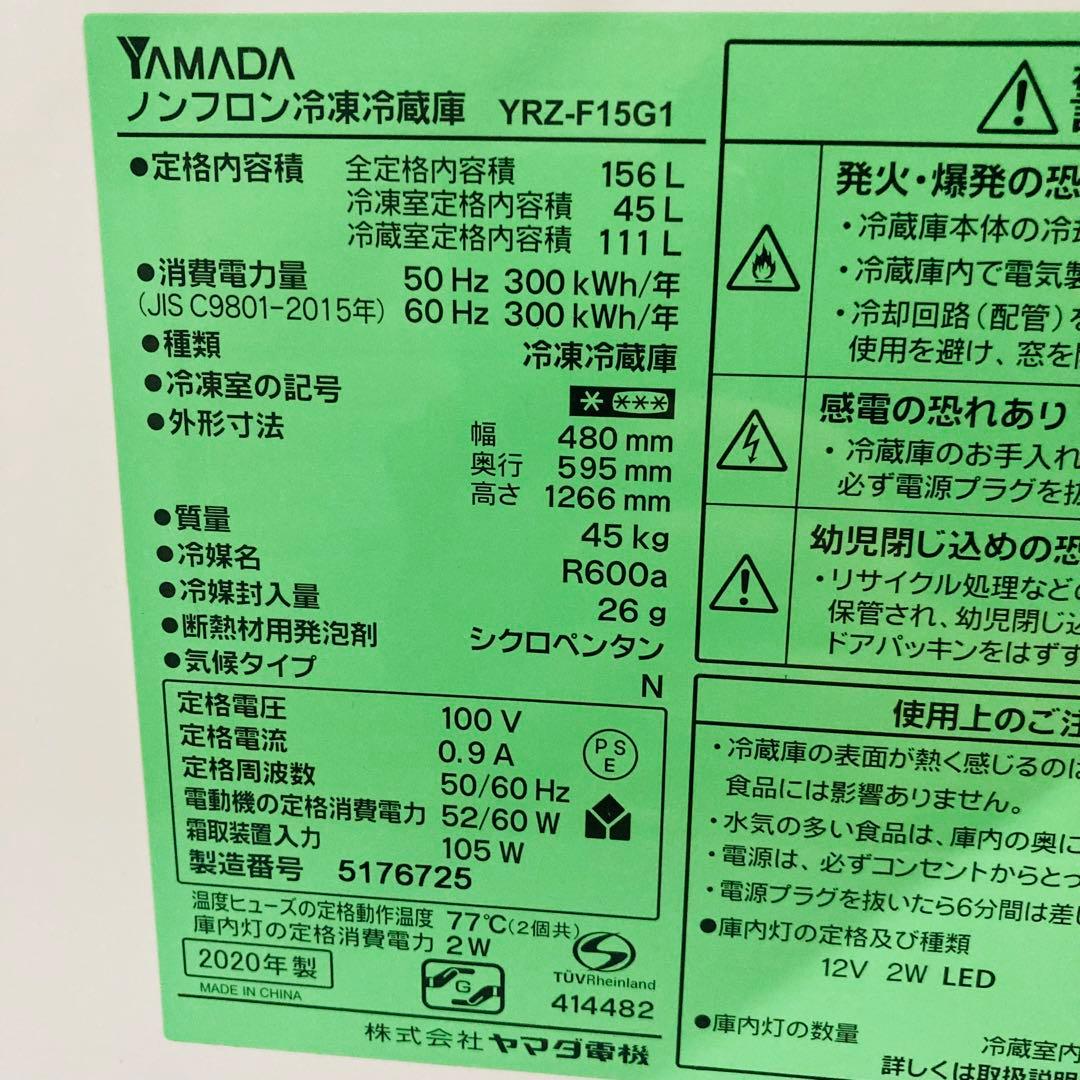 YAMADA
ノンフロン冷凍冷蔵庫 YRZ-F15G1
●定格内容積 全定格内容積 156 L
冷凍室定格内容積 45 L
冷蔵室定格内容積 111 L
●消費電力量 50 Hz 300 kWh/年
(JIS C9801-2015年) 60 Hz 300 kWh/年
●種類 冷凍冷蔵庫
●冷凍室の記号
●外形寸法 幅 480 mm
奥行 595 mm
高さ 1266 mm
●質量 45 kg
●冷媒名 R600a
●冷媒封入量 26 g
●断熱材用発泡剤 シクロペンタン
●気候タイプ N
定格電圧 100 V
定格電流 0.9 A
定格周波数 50/60 Hz
電動機の定格消費電力 52/60 W
霜取装置入力 105 W
製造番号 5176725
PSE
温度ヒューズの定格動作温度 77℃(2個共)
庫内灯の定格消費電力 2W
2020年製
MADE IN CHINA
G
TÜVRheinland
414482
株式会社ヤマダ電機
発火・爆発の恐
・冷蔵庫本体の冷
・冷蔵庫内で電気製
・冷却回路(配管)を
使用を避け、窓を
感電の恐れあり
・冷蔵庫のお手入れ
必ず電源プラグを抜
幼児閉じ込めの恐
・リサイクル処理などの
保管され、幼児閉じ込
ドアパッキンをはず
使用上のご注
・冷蔵庫の表面が熱く感じるのは
食品には影響ありません。
・水気の多い食品は、庫内の奥に
・電源は、必ずコンセントからとっ
・電源プラグを抜いたら6分間は差し
●庫内灯の定格及び種類
12V 2W LED
●庫内灯の数量
冷蔵室内
詳しくは取扱説明